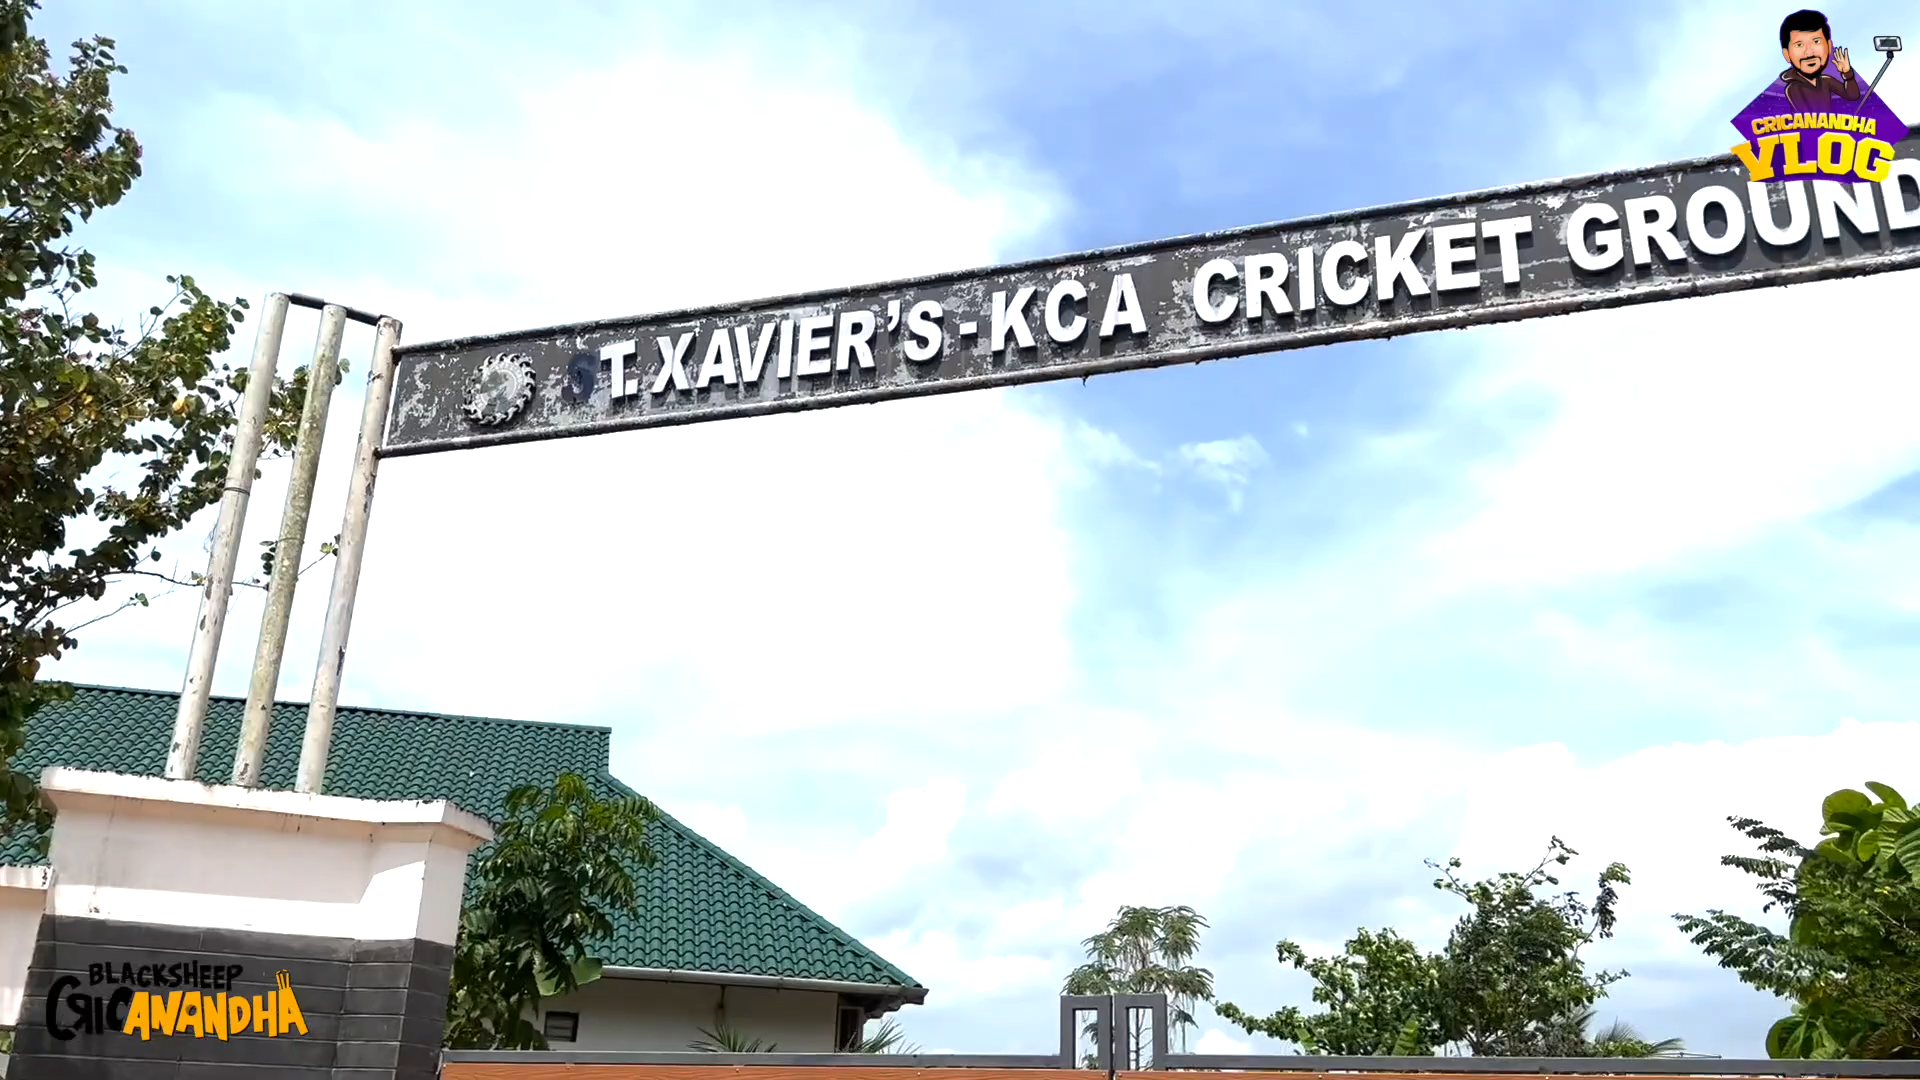 CRICANANDHA
VLOG
ST. XAVIER'S - KCA CRICKET GROUND
BLACKSHEEP
CRICANANDHA